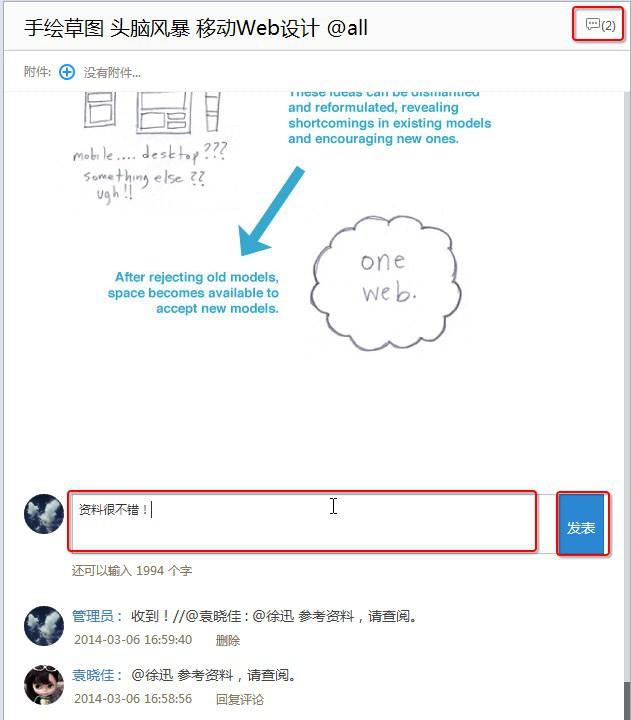 手绘草图 头脑风暴 移动Web设计 @all
(2)
附件: 没有附件...
These ideas can be dismantled
and reformulated, revealing
shortcomings in existing models
and encouraging new ones.
mobile.... desktop???
something else ??
ugh!!
After rejecting old models,
space becomes available to
accept new models.
one
web.
资料很不错！
发表
还可以输入 1994 个字
管理员： 收到！//@袁晓佳：@徐迅 参考资料，请查阅。
2014-03-06 16:59:40 删除
袁晓佳： @徐迅 参考资料，请查阅。
2014-03-06 16:58:56 回复评论